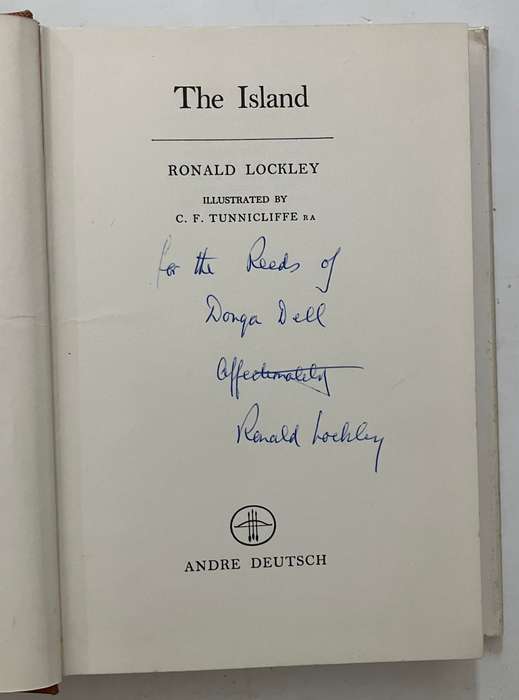 The Island
RONALD LOCKLEY
ILLUSTRATED BY
C. F. TUNNICLIFFE RA
for the Reeds of
Donga Dell
Affectionately
Ronald Lockley
ANDRE DEUTSCH